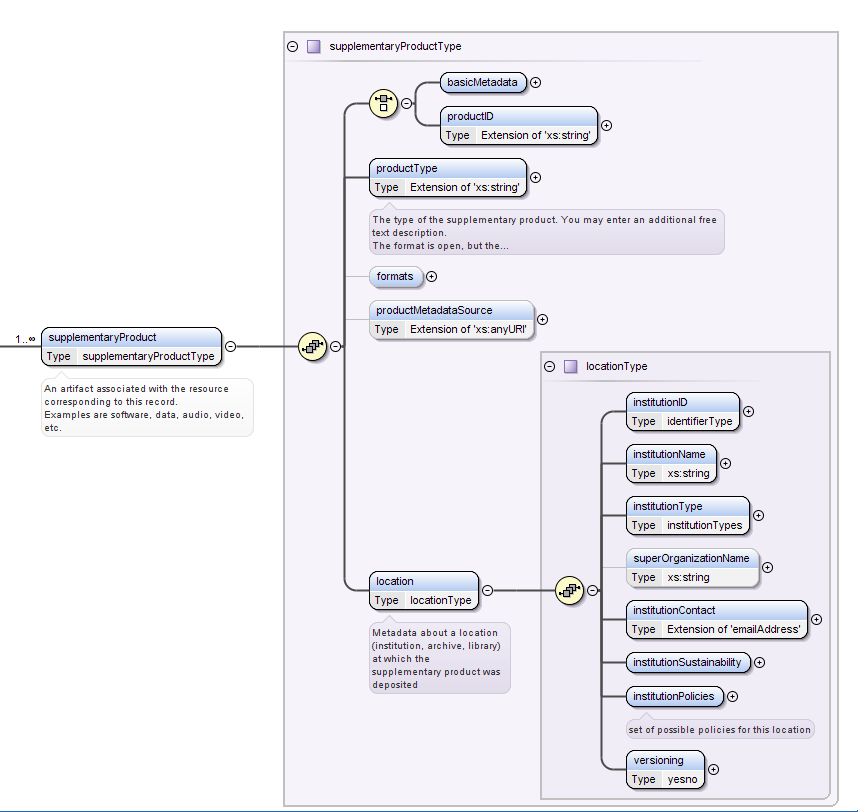 supplementaryProductType
basicMetadata
productID
Type Extension of 'xs:string'
productType
Type Extension of 'xs:string'
The type of the supplementary product. You may enter an additional free
text description.
The format is open, but the...
formats
productMetadataSource
Type Extension of 'xs:anyURI'
1..∞
supplementaryProduct
Type supplementaryProductType
An artifact associated with the resource
corresponding to this record.
Examples are software, data, audio, video,
etc.
location
Type locationType
Metadata about a location
(institution, archive, library)
at which the
supplementary product was
deposited
locationType
institutionID
Type identifierType
institutionName
Type xs:string
institutionType
Type institutionTypes
superOrganizationName
Type xs:string
institutionContact
Type Extension of 'emailAddress'
institutionSustainability
institutionPolicies
set of possible policies for this location
versioning
Type yesno